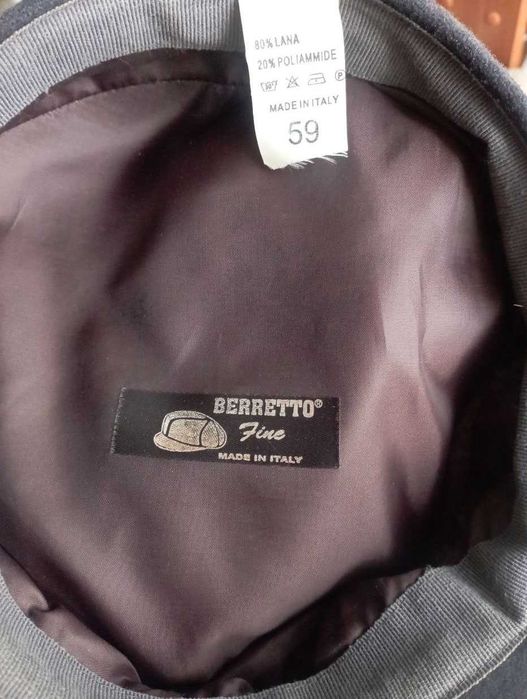 80% LANA
20% POLIAMMIDE
MADE IN ITALY
59
BERRETTO®
Fine
MADE IN ITALY